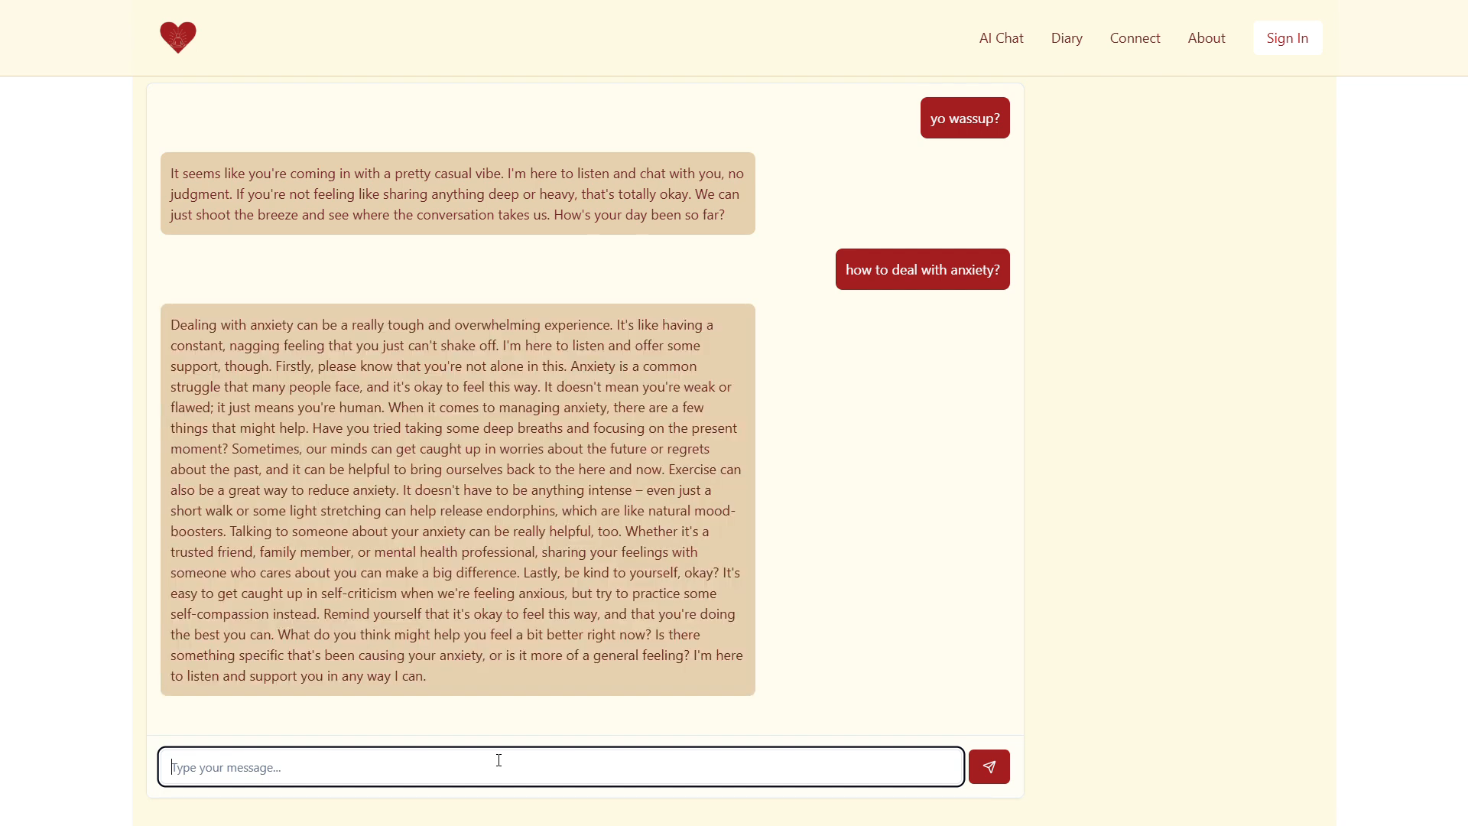 AI Chat
Diary
Connect
About
Sign In
yo wassup?
It seems like you're coming in with a pretty casual vibe. I'm here to listen and chat with you, no
judgment. If you're not feeling like sharing anything deep or heavy, that's totally okay. We can
just shoot the breeze and see where the conversation takes us. How's your day been so far?
how to deal with anxiety?
Dealing with anxiety can be a really tough and overwhelming experience. It's like having a
constant, nagging feeling that you just can't shake off. I'm here to listen and offer some
support, though. Firstly, please know that you're not alone in this. Anxiety is a common
struggle that many people face, and it's okay to feel this way. It doesn't mean you're weak or
flawed; it just means you're human. When it comes to managing anxiety, there are a few
things that might help. Have you tried taking some deep breaths and focusing on the present
moment? Sometimes, our minds can get caught up in worries about the future or regrets
about the past, and it can be helpful to bring ourselves back to the here and now. Exercise can
also be a great way to reduce anxiety. It doesn't have to be anything intense – even just a
short walk or some light stretching can help release endorphins, which are like natural mood-
boosters. Talking to someone about your anxiety can be really helpful, too. Whether it's a
trusted friend, family member, or mental health professional, sharing your feelings with
someone who cares about you can make a big difference. Lastly, be kind to yourself, okay? It's
easy to get caught up in self-criticism when we're feeling anxious, but try to practice some
self-compassion instead. Remind yourself that it's okay to feel this way, and that you're doing
the best you can. What do you think might help you feel a bit better right now? Is there
something specific that's been causing your anxiety, or is it more of a general feeling? I'm here
to listen and support you in any way I can.
Type your message...